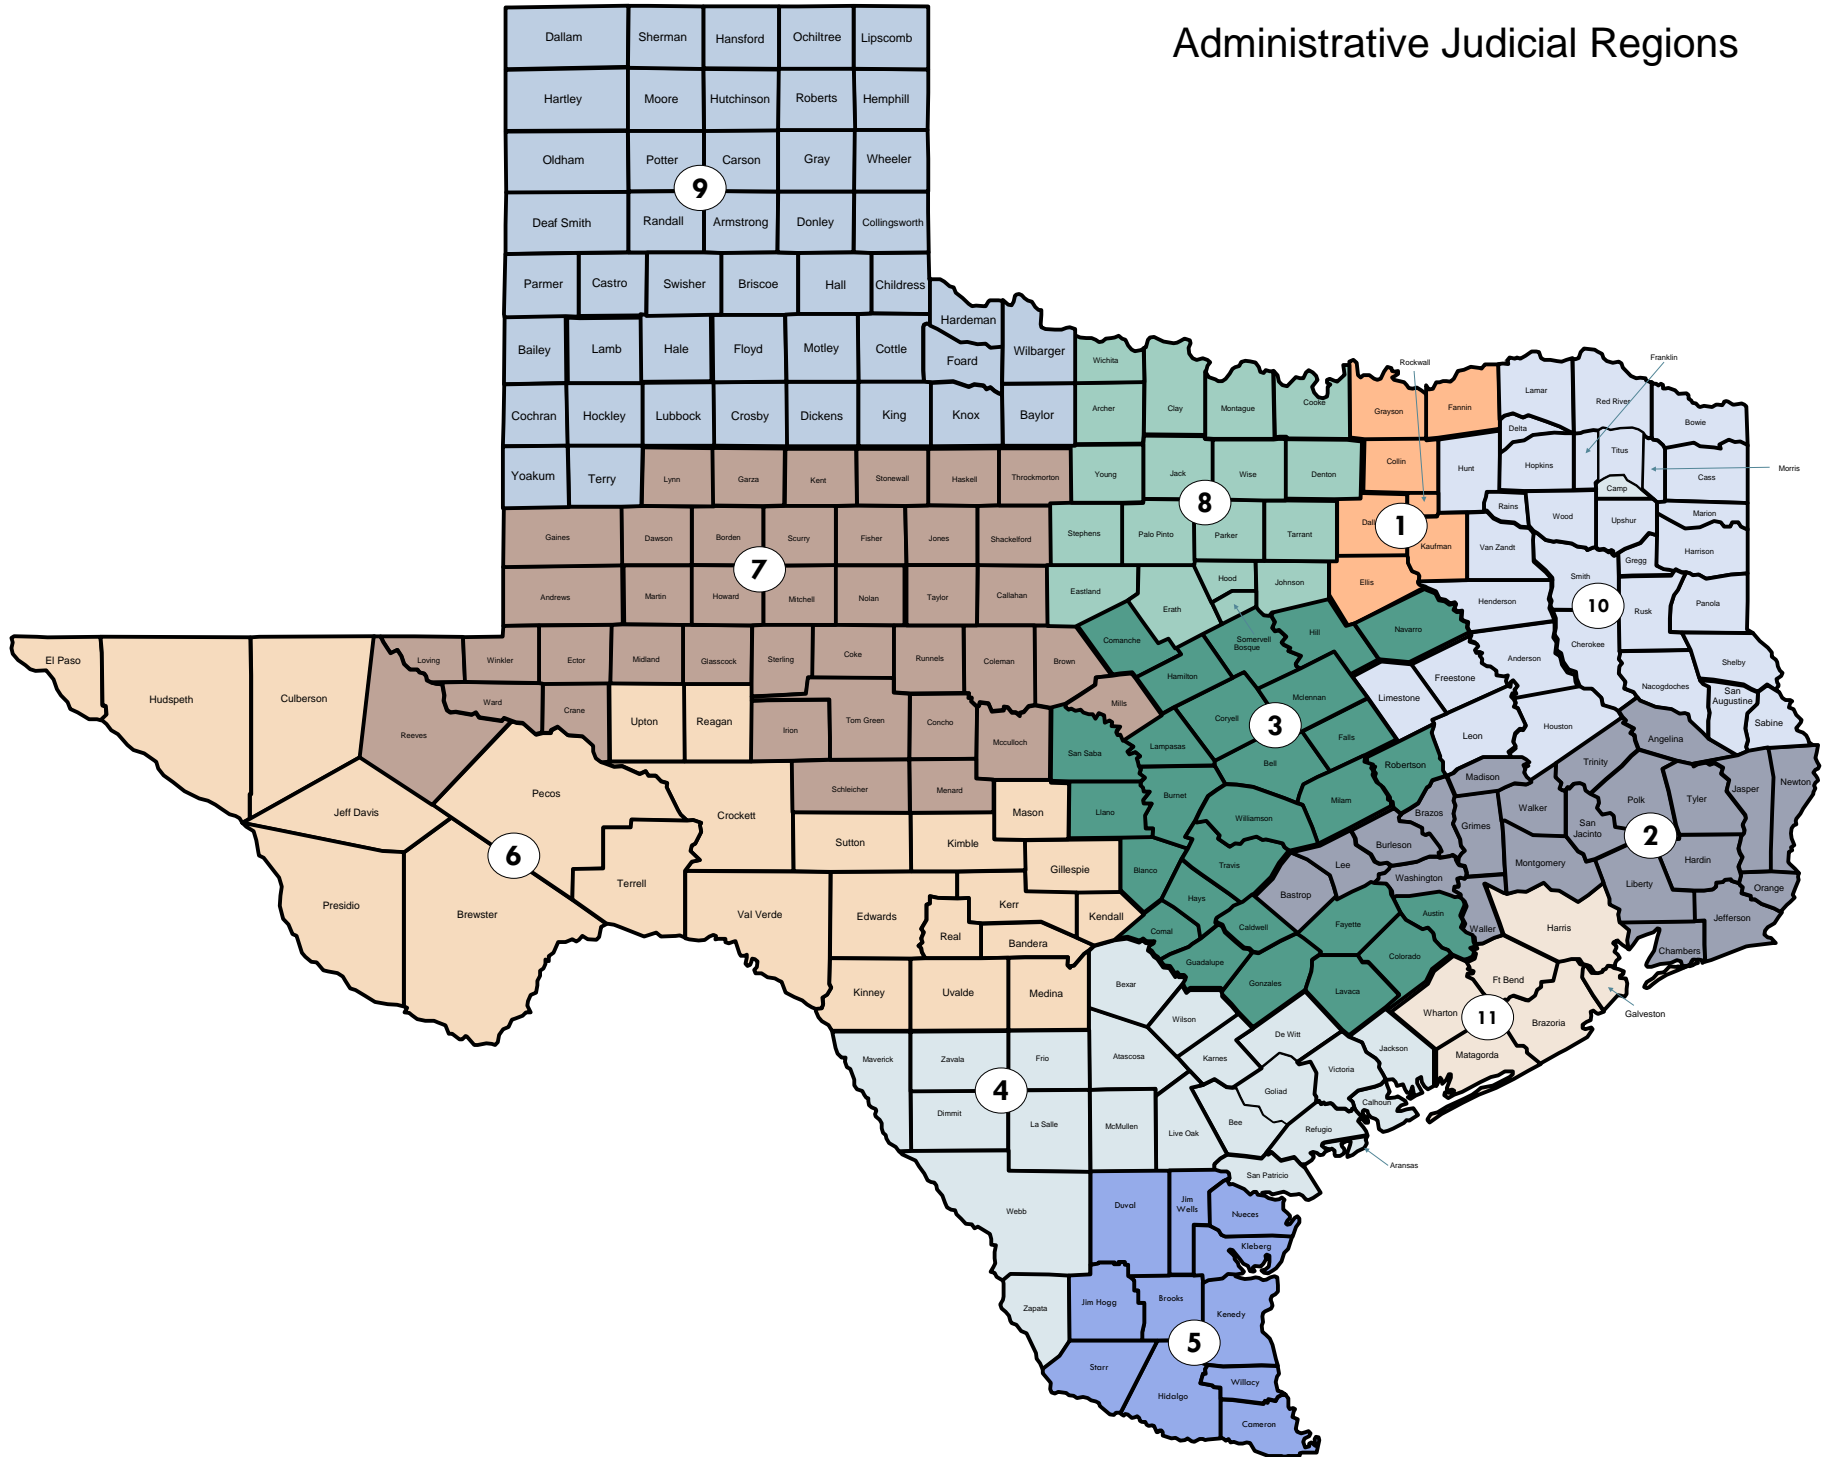 Administrative Judicial Regions
Dallam
Sherman
Hansford
Ochiltree
Lipscomb
Hartley
Moore
Hutchinson
Roberts
Hemphill
Oldham
Potter
Carson
Gray
Wheeler
9
Deaf Smith
Randall
Armstrong
Donley
Collingsworth
Parmer
Castro
Swisher
Briscoe
Hall
Childress
Hardeman
Bailey
Lamb
Hale
Floyd
Motley
Cottle
Foard
Wilbarger
Wichita
Rockwall
Franklin
Cochran
Hockley
Lubbock
Crosby
Dickens
King
Knox
Baylor
Archer
Clay
Montague
Cooke
Grayson
Fannin
Lamar
Red River
Bowie
Delta
Yoakum
Terry
Lynn
Garza
Kent
Stonewall
Haskell
Throckmorton
Young
Jack
Wise
Denton
Collin
Hunt
Hopkins
Titus
Morris
Cass
Camp
8
Rains
Wood
Upshur
Marion
Gaines
Dawson
Borden
Scurry
Fisher
Jones
Shackelford
Stephens
Palo Pinto
Parker
Tarrant
Dall
1
Kaufman
Van Zandt
Gregg
Harrison
7
Andrews
Martin
Howard
Mitchell
Nolan
Taylor
Callahan
Eastland
Erath
Hood
Johnson
Ellis
Henderson
Smith
10
Rusk
Panola
Somervell
Bosque
Hill
Navarro
Comanche
Cherokee
El Paso
Hudspeth
Culberson
Loving
Winkler
Ector
Midland
Glasscock
Sterling
Coke
Runnels
Coleman
Brown
Hamilton
Anderson
Shelby
Reeves
Ward
Crane
Upton
Reagan
Irion
Tom Green
Concho
Mcculloch
Mills
Coryell
Mclennan
3
Limestone
Freestone
Nacogdoches
San
Augustine
Sabine
San Saba
Lampasas
Bell
Falls
Robertson
Leon
Houston
Angelina
Trinity
Madison
Newton
Jeff Davis
Pecos
Crockett
Schleicher
Menard
Mason
Llano
Burnet
Williamson
Milam
Brazos
Grimes
Walker
San
Jacinto
Polk
Tyler
Jasper
2
6
Sutton
Kimble
Gillespie
Blanco
Travis
Lee
Burleson
Washington
Montgomery
Liberty
Hardin
Orange
Presidio
Brewster
Terrell
Val Verde
Edwards
Real
Kerr
Bandera
Kendall
Comal
Hays
Caldwell
Bastrop
Fayette
Austin
Waller
Harris
Jefferson
Chambers
Kinney
Uvalde
Medina
Bexar
Guadalupe
Gonzales
Lavaca
Colorado
Ft Bend
Wharton
11
Brazoria
Galveston
Matagorda
Maverick
Zavala
Frio
Atascosa
Wilson
Karnes
De Witt
Victoria
Jackson
4
Dimmit
La Salle
McMullen
Live Oak
Bee
Goliad
Refugio
Calhoun
Aransas
San Patricio
Webb
Duval
Jim
Wells
Nueces
Kleberg
Zapata
Jim Hogg
Brooks
Kenedy
5
Starr
Hidalgo
Willacy
Cameron